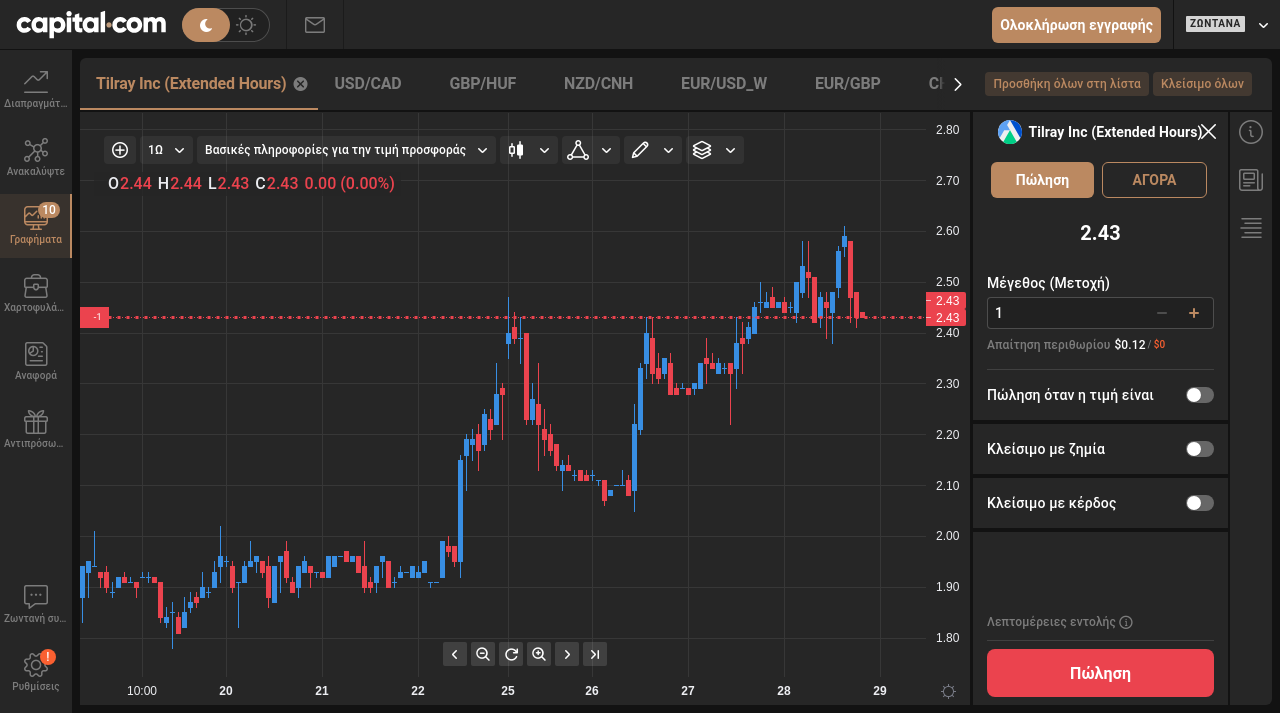 capital.com
Ολοκλήρωση εγγραφής
ΖΩΝΤΑΝΑ
Διαπραγμάτ...
Ανακαλύψτε
10
Γραφήματα
Χαρτοφυλά...
Αναφορά
Αντιπρόσω...
Ζωντανή συ...
!
Ρυθμίσεις
Tilray Inc (Extended Hours)
USD/CAD
GBP/HUF
NZD/CNH
EUR/USD_W
EUR/GBP
Προσθήκη όλων στη λίστα
Κλείσιμο όλων
1Ω
Βασικές πληροφορίες για την τιμή προσφοράς
O2.44 H2.44 L2.43 C2.43 0.00 (0.00%)
-1
2.80
2.70
2.60
2.50
2.43
2.43
2.40
2.30
2.20
2.10
2.00
1.90
1.80
10:00
20
21
22
25
26
27
28
29
Tilray Inc (Extended Hours)
Πώληση
ΑΓΟΡΑ
2.43
Μέγεθος (Μετοχή)
1
Απαίτηση περιθωρίου $0.12 / $0
Πώληση όταν η τιμή είναι
Κλείσιμο με ζημία
Κλείσιμο με κέρδος
Λεπτομέρειες εντολής
Πώληση